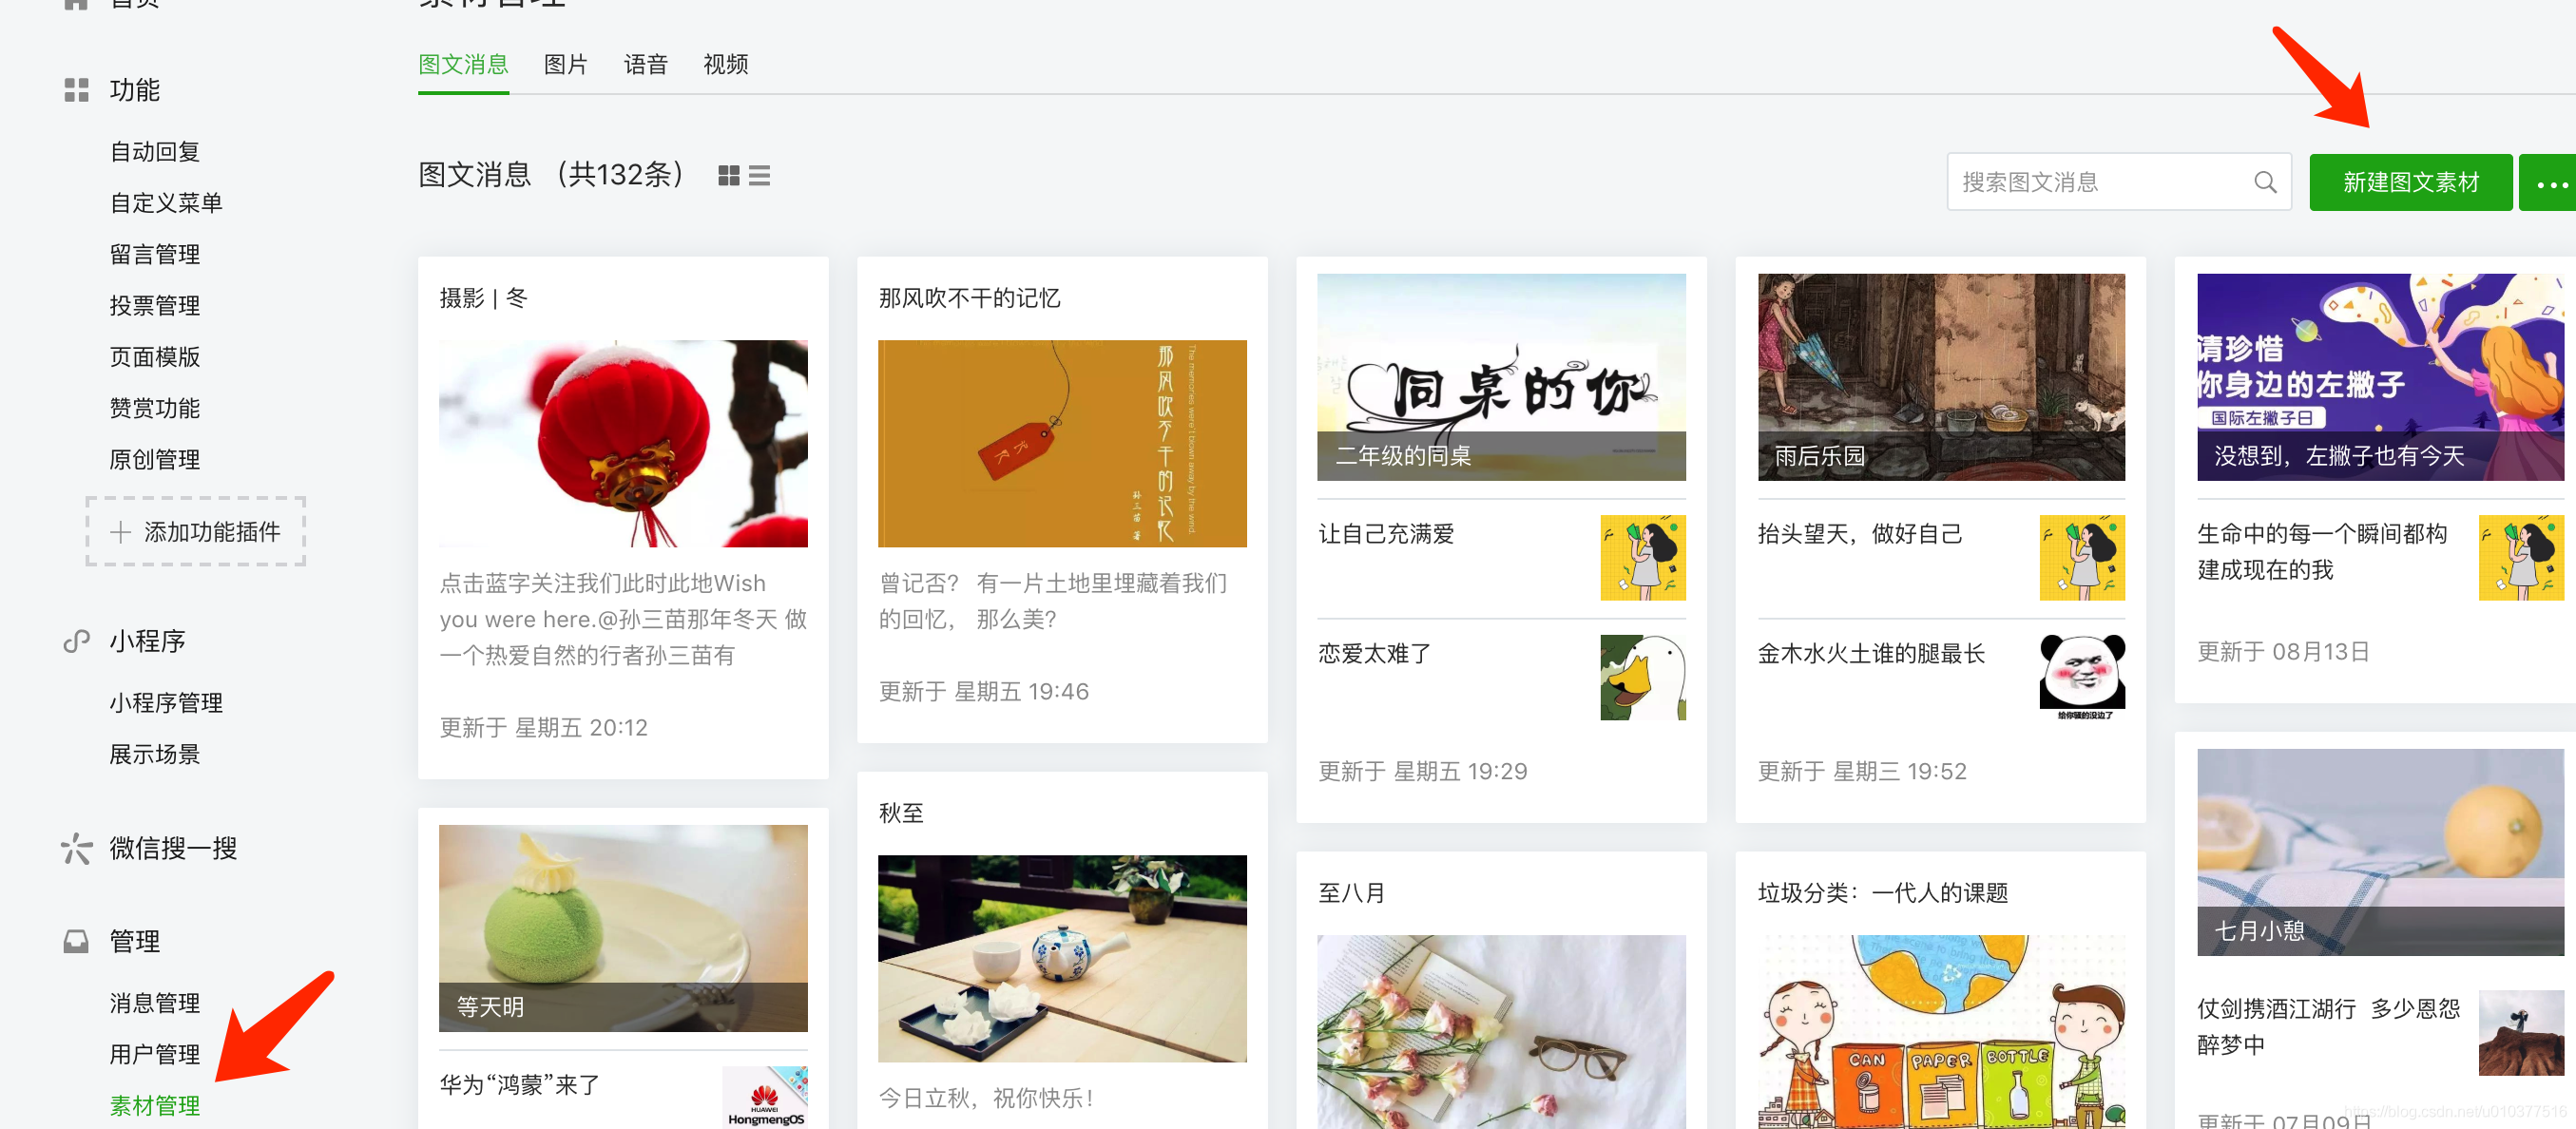 首页
素材管理
功能
自动回复
自定义菜单
留言管理
投票管理
页面模版
赞赏功能
原创管理
添加功能插件
小程序
小程序管理
展示场景
微信搜一搜
管理
消息管理
用户管理
素材管理
图文消息 图片 语音 视频
图文消息 （共132条）
搜索图文消息
新建图文素材
摄影 | 冬
点击蓝字关注我们此时此地Wish
you were here.@孙三苗那年冬天 做
一个热爱自然的行者孙三苗有
更新于 星期五 20:12
等天明
华为“鸿蒙”来了
HUAWEI
HongmengOS
那风吹不干的记忆
那风吹不干的记忆
The memories weren't blown away by the wind.
孙三苗 著
曾记否？ 有一片土地里埋藏着我们
的回忆， 那么美?
更新于 星期五 19:46
秋至
今日立秋，祝你快乐！
同桌的你
二年级的同桌
让自己充满爱
恋爱太难了
更新于 星期五 19:29
至八月
雨后乐园
抬头望天，做好自己
金木水火土谁的腿最长
给你骚的没边了
更新于 星期三 19:52
垃圾分类：一代人的课题
CAN
PAPER
BOTTLE
请珍惜
你身边的左撇子
国际左撇子日
没想到，左撇子也有今天
生命中的每一个瞬间都构
建成现在的我
更新于 08月13日
七月小憩
仗剑携酒江湖行 多少恩怨
醉梦中
更新于 07月09日
https://blog.csdn.net/u010377516